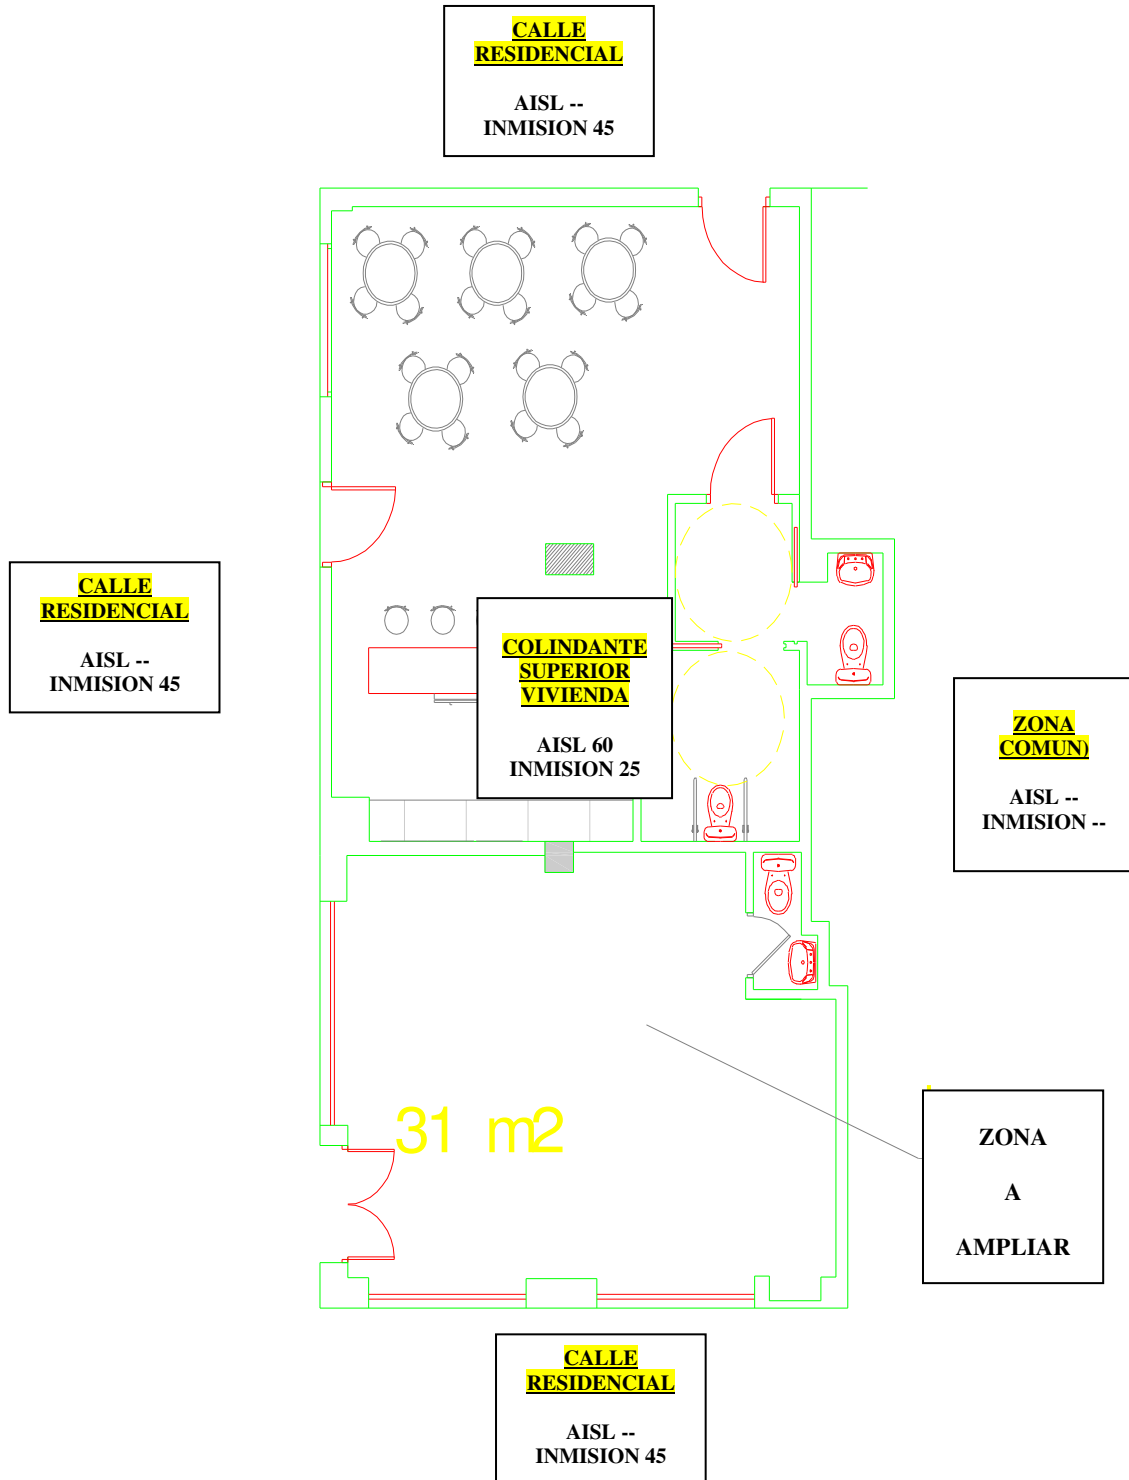 CALLE
RESIDENCIAL
AISL --
INMISION 45
CALLE
RESIDENCIAL
AISL --
INMISION 45
COLINDANTE
SUPERIOR
VIVIENDA
AISL 60
INMISION 25
ZONA
COMUN)
AISL --
INMISION --
31 m2
ZONA
A
AMPLIAR
CALLE
RESIDENCIAL
AISL --
INMISION 45